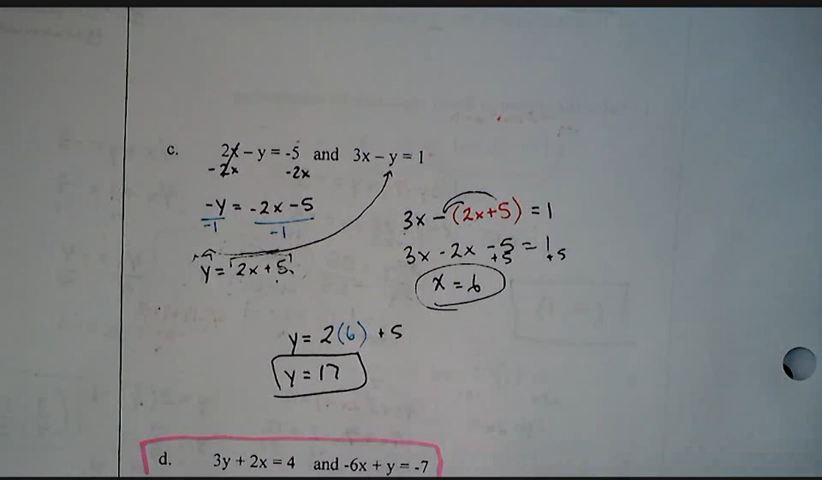 c. 2x – y = -5 and 3x – y = 1
-2x -2x
-y = -2x -5
-1 -1
y = 2x + 5
3x - (2x+5) = 1
3x - 2x - 5 = 1
+5 +5
x = 6
y = 2(6) + 5
y = 17
d. 3y + 2x = 4 and -6x + y = -7